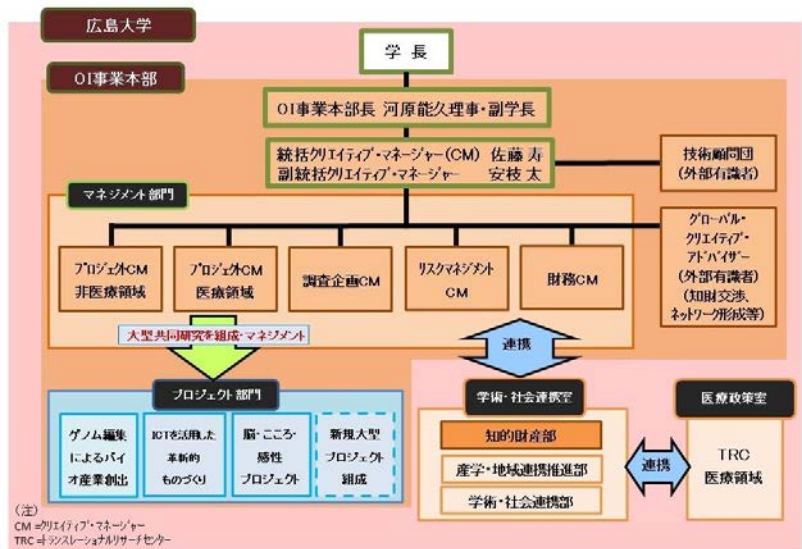 広島大学
学 長
OI事業本部
OI事業本部長 河原能久理事・副学長
統括クリエイティブ・マネージャー(CM) 佐藤 寿
副統括クリエイティブ・マネージャー 安枝 太
技術顧問団
(外部有識者)
マネジメント部門
グローバル・
クリエイティブ・
アドバイザー
(外部有識者)
(知財交渉、
ネットワーク形成等)
プロジェクトCM
非医療領域
プロジェクトCM
医療領域
調査企画CM
リスクマネジメント
CM
財務CM
大型共同研究を組成・マネジメント
連携
プロジェクト部門
ゲノム編集
によるバイ
オ産業創出
ICTを活用した
革新的
ものづくり
脳・こころ・
感性
プロジェクト
新規大型
プロジェクト
組成
学術・社会連携室
知的財産部
産学・地域連携推進部
学術・社会連携部
連携
医療政策室
TRC
医療領域
(注)
CM =クリエイティブ・マネージャー
TRC =トランスレーショナルリサーチセンター